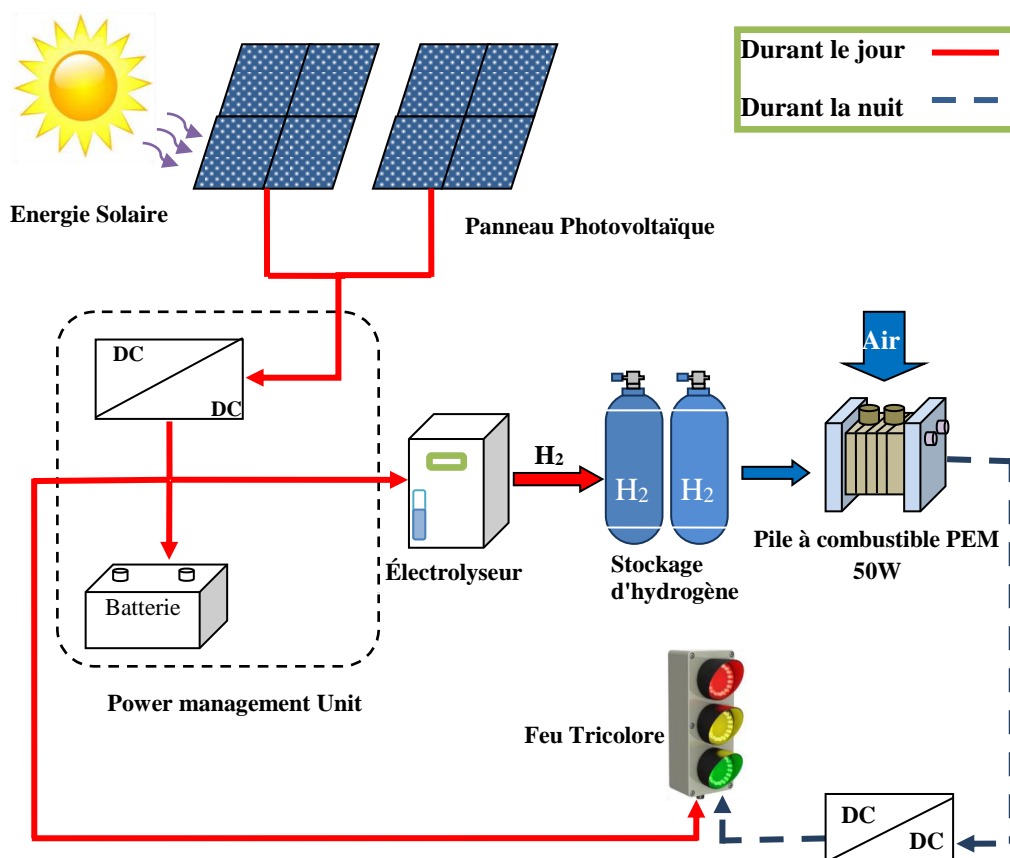 Durant le jour
Durant la nuit
Energie Solaire
Panneau Photovoltaïque
DC
DC
Air
H2
H2
H2
Batterie
Électrolyseur
Stockage
d'hydrogène
Pile à combustible PEM
50W
Power management Unit
Feu Tricolore
DC
DC